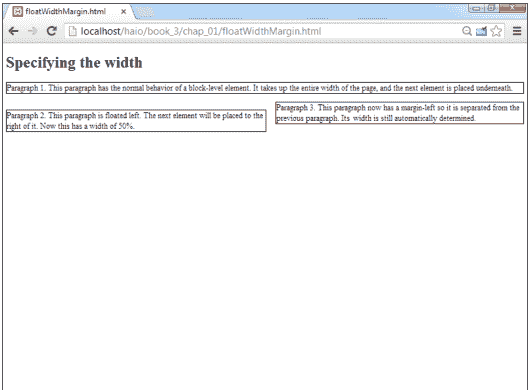 floatWidthMargin.html
localhost/haio/book_3/chap_01/floatWidthMargin.html
Specifying the width
Paragraph 1. This paragraph has the normal behavior of a block-level element. It takes up the entire width of the page, and the next element is placed underneath.
Paragraph 2. This paragraph is floated left. The next element will be placed to the
right of it. Now this has a width of 50%.
Paragraph 3. This paragraph now has a margin-left so it is separated from the
previous paragraph. Its width is still automatically determined.